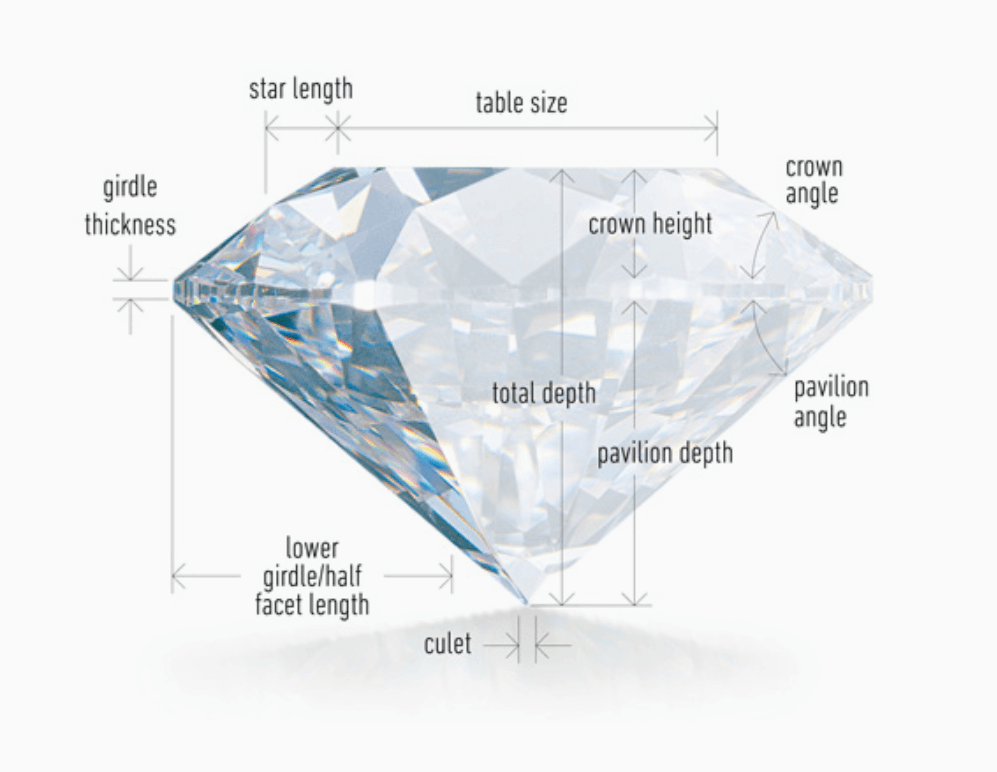 star length
table size
crown
angle
girdle
thickness
crown height
total depth
pavilion
angle
pavilion depth
lower
girdle/half
facet length
culet